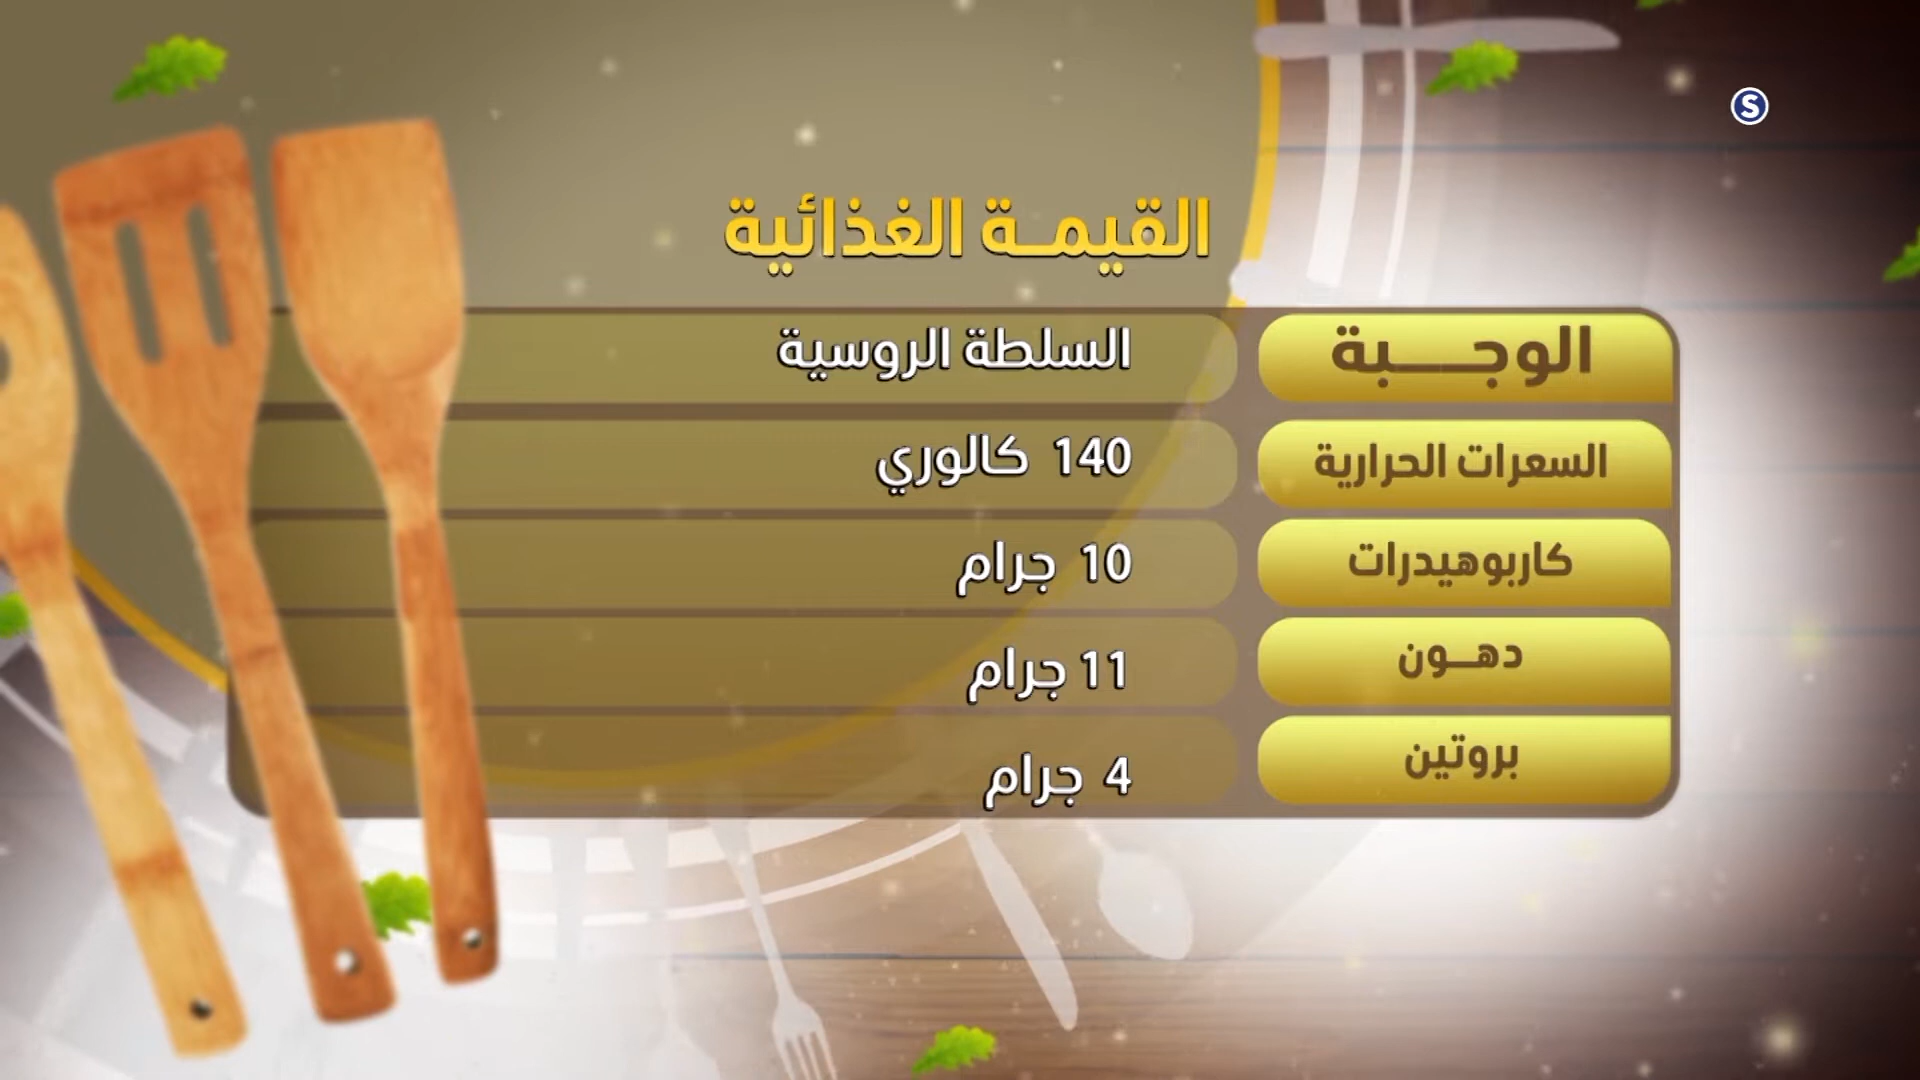 S
القيمة الغذائية
الوجبة السلطة الروسية
السعرات الحرارية 140 كالوري
كاربوهيدرات 10 جرام
دهون 11 جرام
بروتين 4 جرام